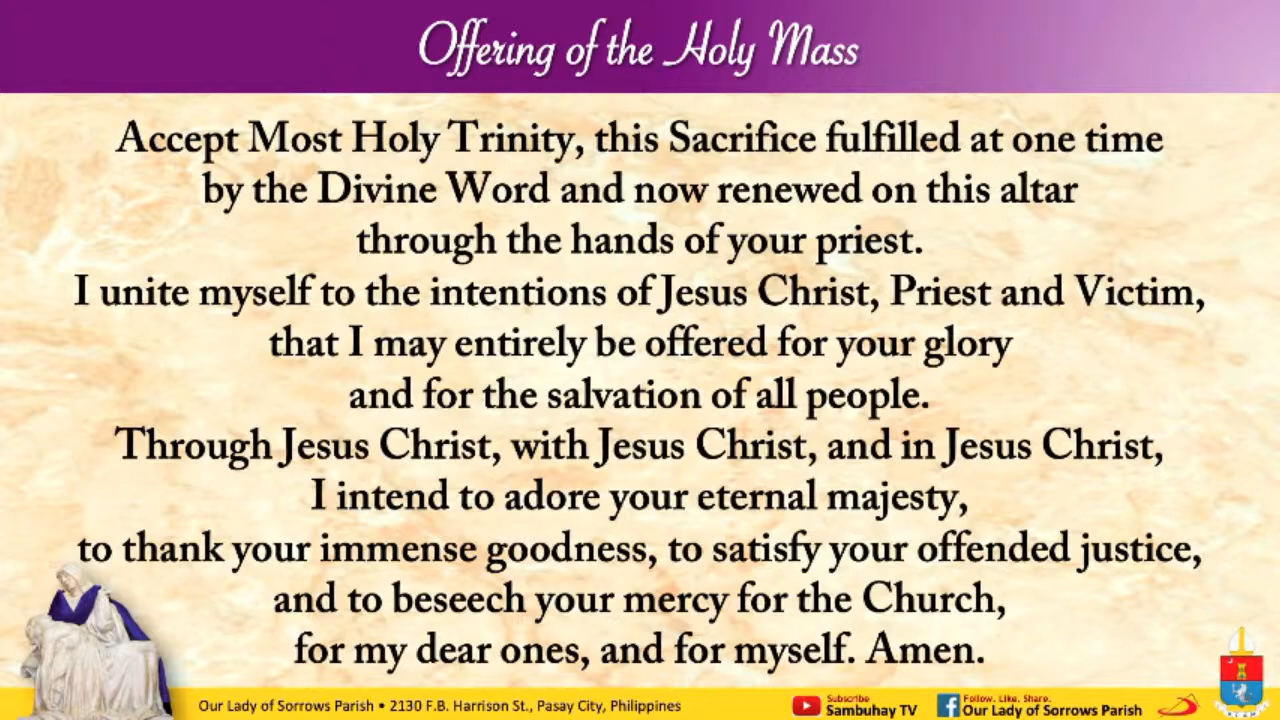 Offering of the Holy Mass
Accept Most Holy Trinity, this Sacrifice fulfilled at one time
by the Divine Word and now renewed on this altar
through the hands of your priest.
I unite myself to the intentions of Jesus Christ, Priest and Victim,
that I may entirely be offered for your glory
and for the salvation of all people.
Through Jesus Christ, with Jesus Christ, and in Jesus Christ,
I intend to adore your eternal majesty,
to thank your immense goodness, to satisfy your offended justice,
and to beseech your mercy for the Church,
for my dear ones, and for myself. Amen.
Our Lady of Sorrows Parish • 2130 F.B. Harrison St., Pasay City, Philippines
Subscribe
Sambuhay TV
Follow. Like. Share.
Our Lady of Sorrows Parish